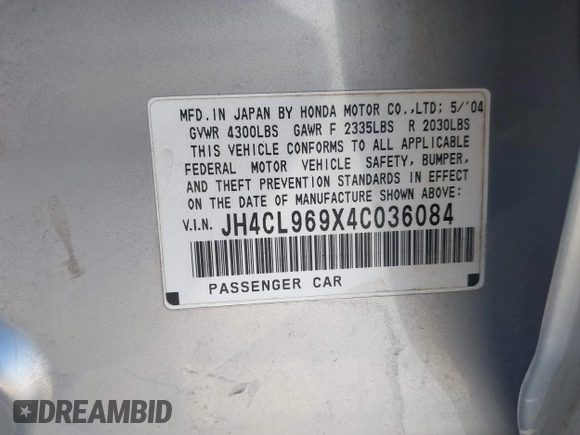 MFD.IN JAPAN BY HONDA MOTOR CO.,LTD; 5/'04
GVWR 4300LBS GAWR F 2335LBS R 2030LBS
THIS VEHICLE CONFORMS TO ALL APPLICABLE
FEDERAL MOTOR VEHICLE SAFETY, BUMPER,
AND THEFT PREVENTION STANDARDS IN EFFECT
ON THE DATE OF MANUFACTURE SHOWN ABOVE:
V.I.N. JH4CL969X4C036084
PASSENGER CAR
DREAMBID